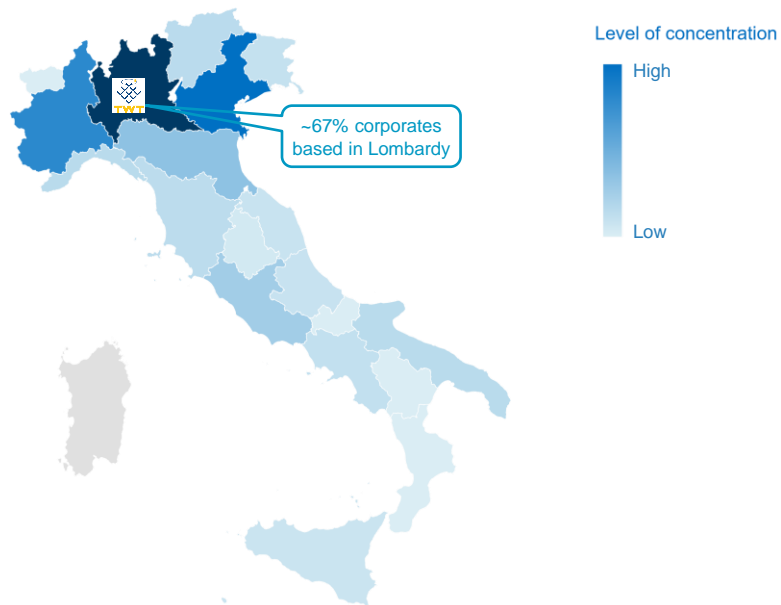 Level of concentration
High
TWT
~67% corporates
based in Lombardy
Low